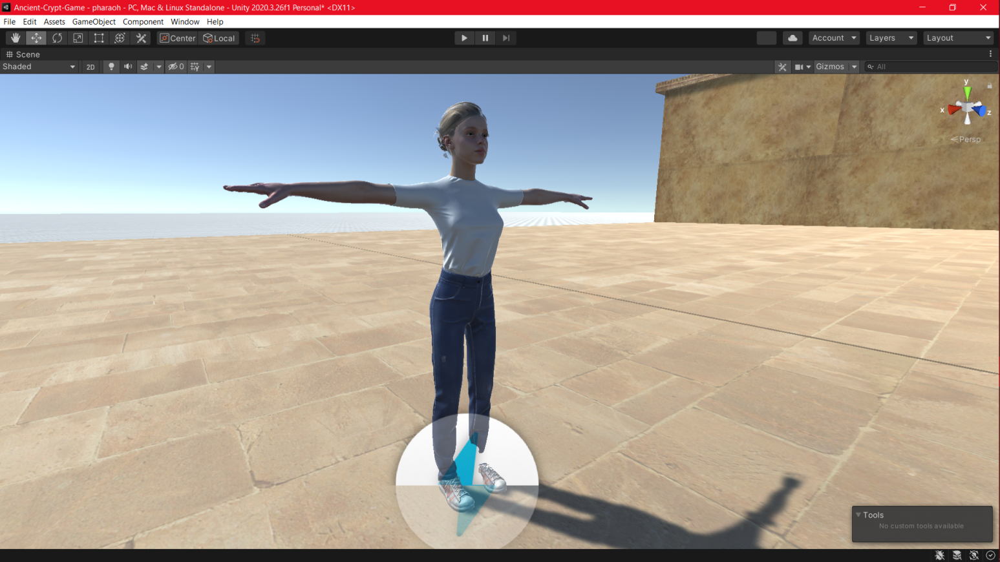 Ancient-Crypt-Game - pharaoh - PC, Mac & Linux Standalone - Unity 2020.3.26f1 Personal* <DX11>
File Edit Assets GameObject Component Window Help
Center Local Account Layers Layout
Scene
Shaded 2D 0 Gizmos All
y
x z
Persp
Tools
No custom tools available